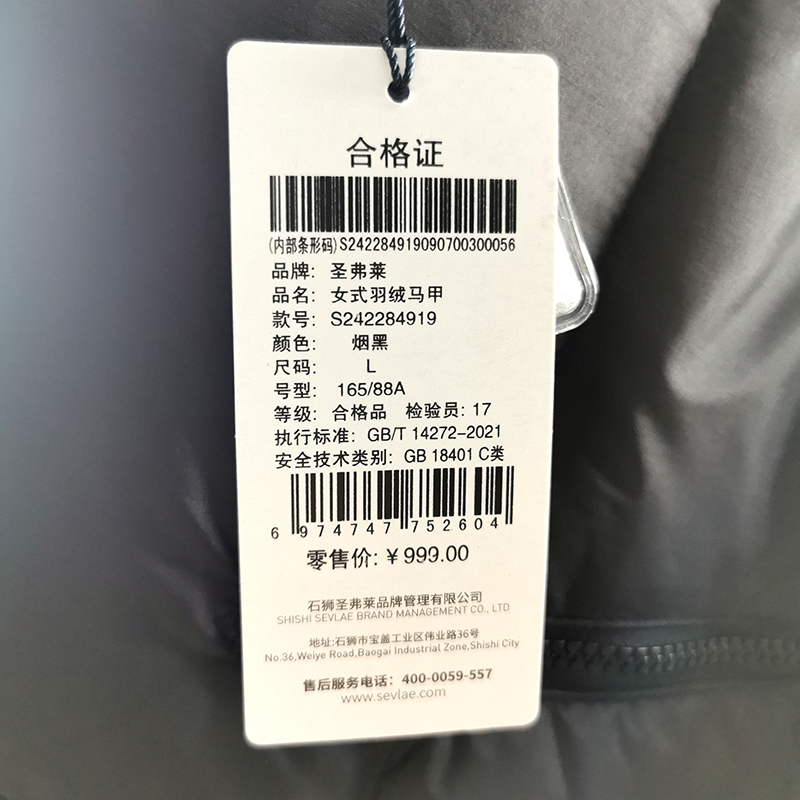 合格证
(内部条形码)S242284919090700300056
品牌: 圣弗莱
品名: 女式羽绒马甲
款号: S242284919
颜色: 烟黑
尺码: L
号型: 165/88A
等级: 合格品 检验员: 17
执行标准: GB/T 14272-2021
安全技术类别: GB 18401 C类
6 974747 752604
零售价: ¥999.00
石狮圣弗莱品牌管理有限公司
SHISHI SEVLAE BRAND MANAGEMENT CO., LTD
地址:石狮市宝盖工业区伟业路36号
No.36,Weiye Road,Baogai Industrial Zone,Shishi City
售后服务电话: 400-0059-557
www.sevlae.com